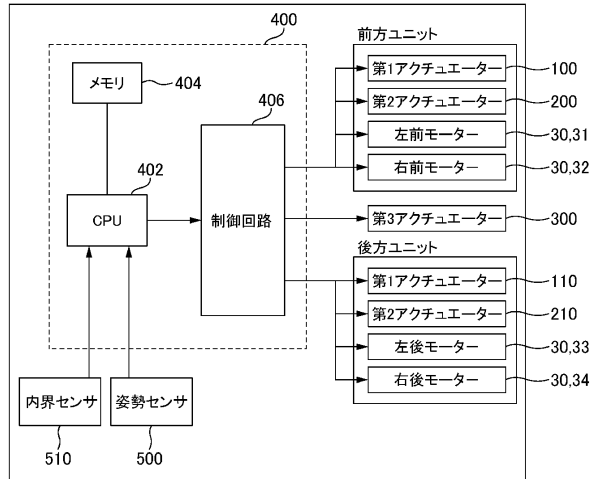 400
前方ユニット
メモリ
404
第1アクチュエーター
100
406
第2アクチュエーター
200
左前モーター
30,31
402
右前モーター
30,32
CPU
制御回路
第3アクチュエーター
300
後方ユニット
第1アクチュエーター
110
第2アクチュエーター
210
左後モーター
30,33
右後モーター
30,34
内界センサ
姿勢センサ
510
500